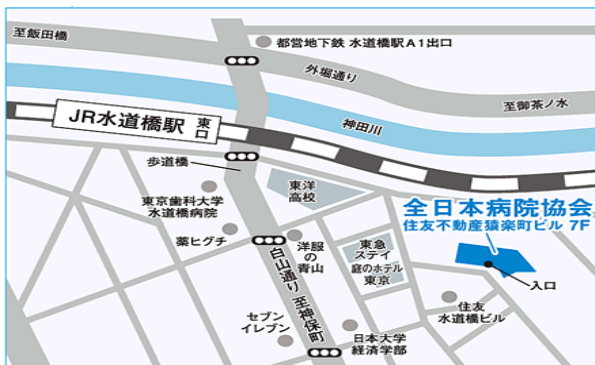 至飯田橋
都営地下鉄 水道橋駅A1出口
外堀通り
至御茶ノ水
神田川
JR水道橋駅 東口
歩道橋
東洋
高校
東京歯科大学
水道橋病院
全日本病院協会
住友不動産猿楽町ビル 7F
薬ヒグチ
洋服
の
青山
東急
ステイ
庭のホテル
東京
入口
白山通り 至神保町
住友
水道橋ビル
セブン
イレブン
日本大学
経済学部